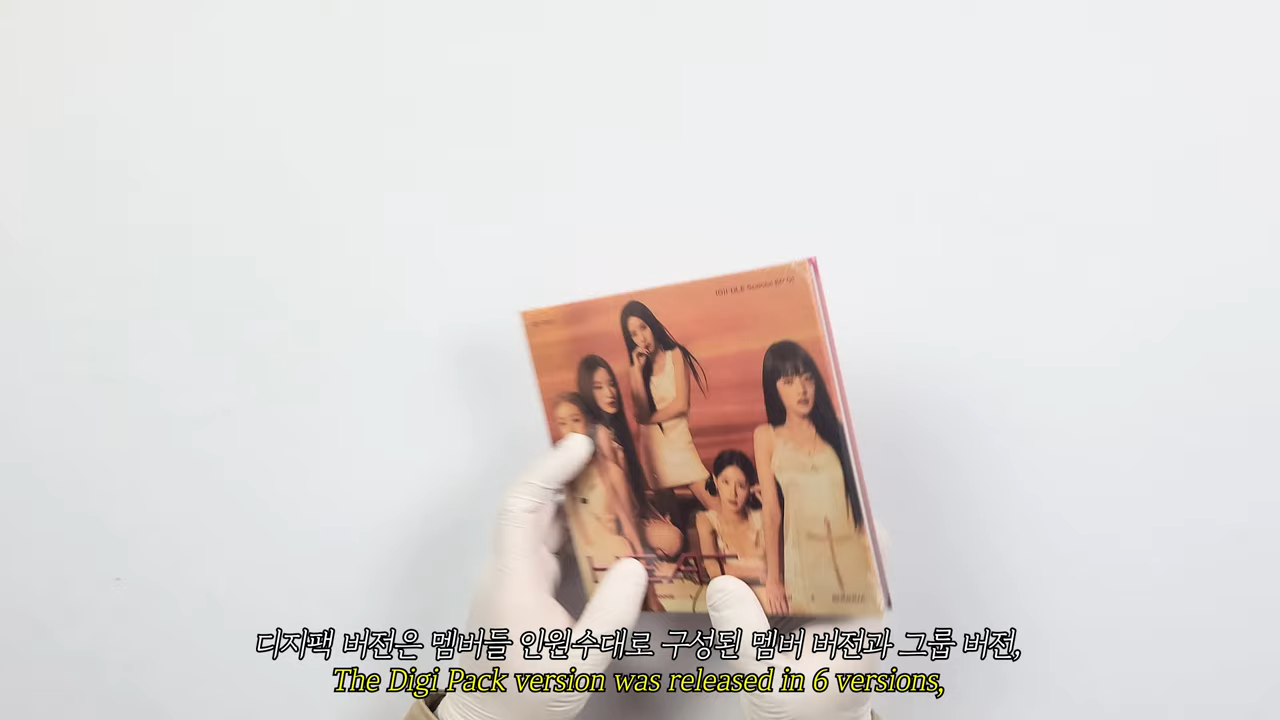 HEAT
디지팩 버전은 멤버들 인원수대로 구성된 멤버 버전과 그룹 버전,
The Digi Pack version was released in 6 versions,